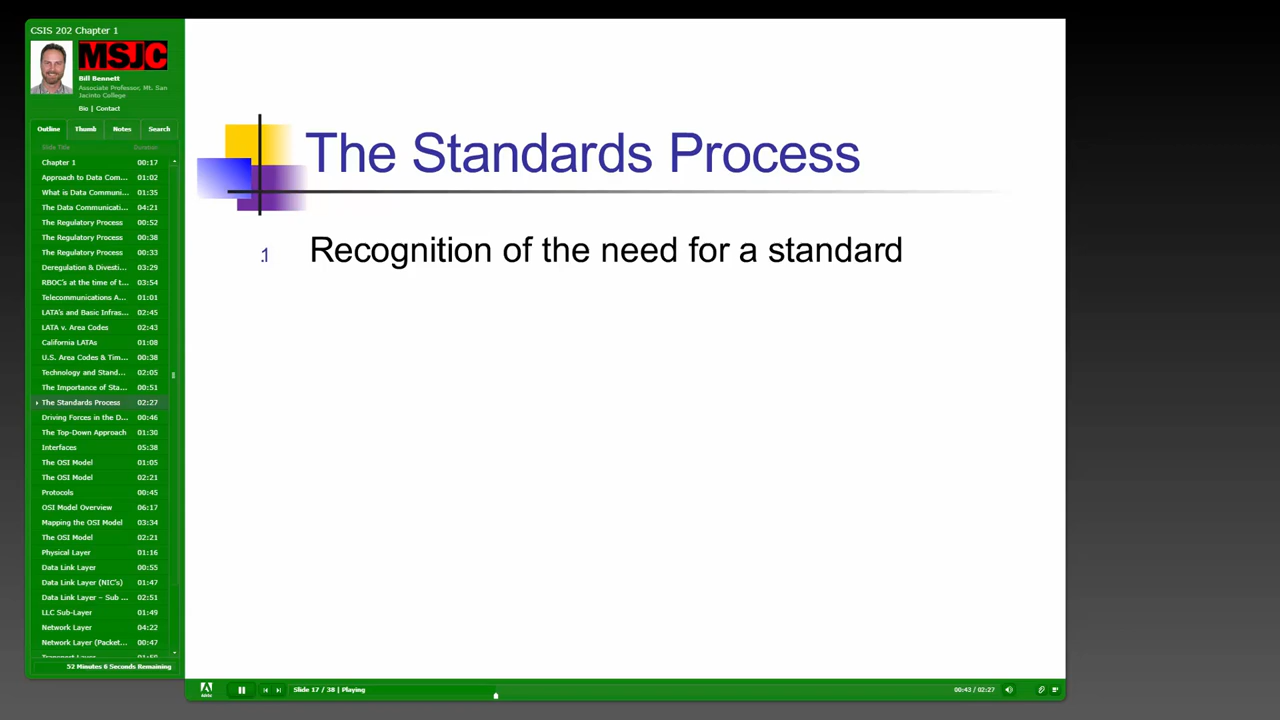 CSIS 202 Chapter 1
MSJC
Bill Bennett
Associate Professor, Mt. San
Jacinto College
Bio | Contact
Outline Thumb Notes Search
Slide Title Duration
Chapter 1 00:17
Approach to Data Com... 01:02
What is Data Communi... 01:35
The Data Communicati... 04:21
The Regulatory Process 00:52
The Regulatory Process 00:38
The Regulatory Process 00:33
Deregulation & Divesti... 03:29
RBOC's at the time of t... 03:54
Telecommunications A... 01:01
LATA's and Basic Infras... 02:45
LATA v. Area Codes 02:43
California LATAs 01:08
U.S. Area Codes & Tim... 00:38
Technology and Stand... 02:05
The Importance of Sta... 00:51
The Standards Process 02:27
Driving Forces in the D... 00:46
The Top-Down Approach 01:30
Interfaces 05:38
The OSI Model 01:05
The OSI Model 02:21
Protocols 00:45
OSI Model Overview 06:17
Mapping the OSI Model 03:34
The OSI Model 02:21
Physical Layer 01:16
Data Link Layer 00:55
Data Link Layer (NIC's) 01:47
Data Link Layer – Sub ... 02:51
LLC Sub-Layer 01:49
Network Layer 04:22
Network Layer (Packet... 00:47
52 Minutes 6 Seconds Remaining
The Standards Process
1. Recognition of the need for a standard
Adobe
Slide 17 / 38 | Playing
00:43 / 02:27